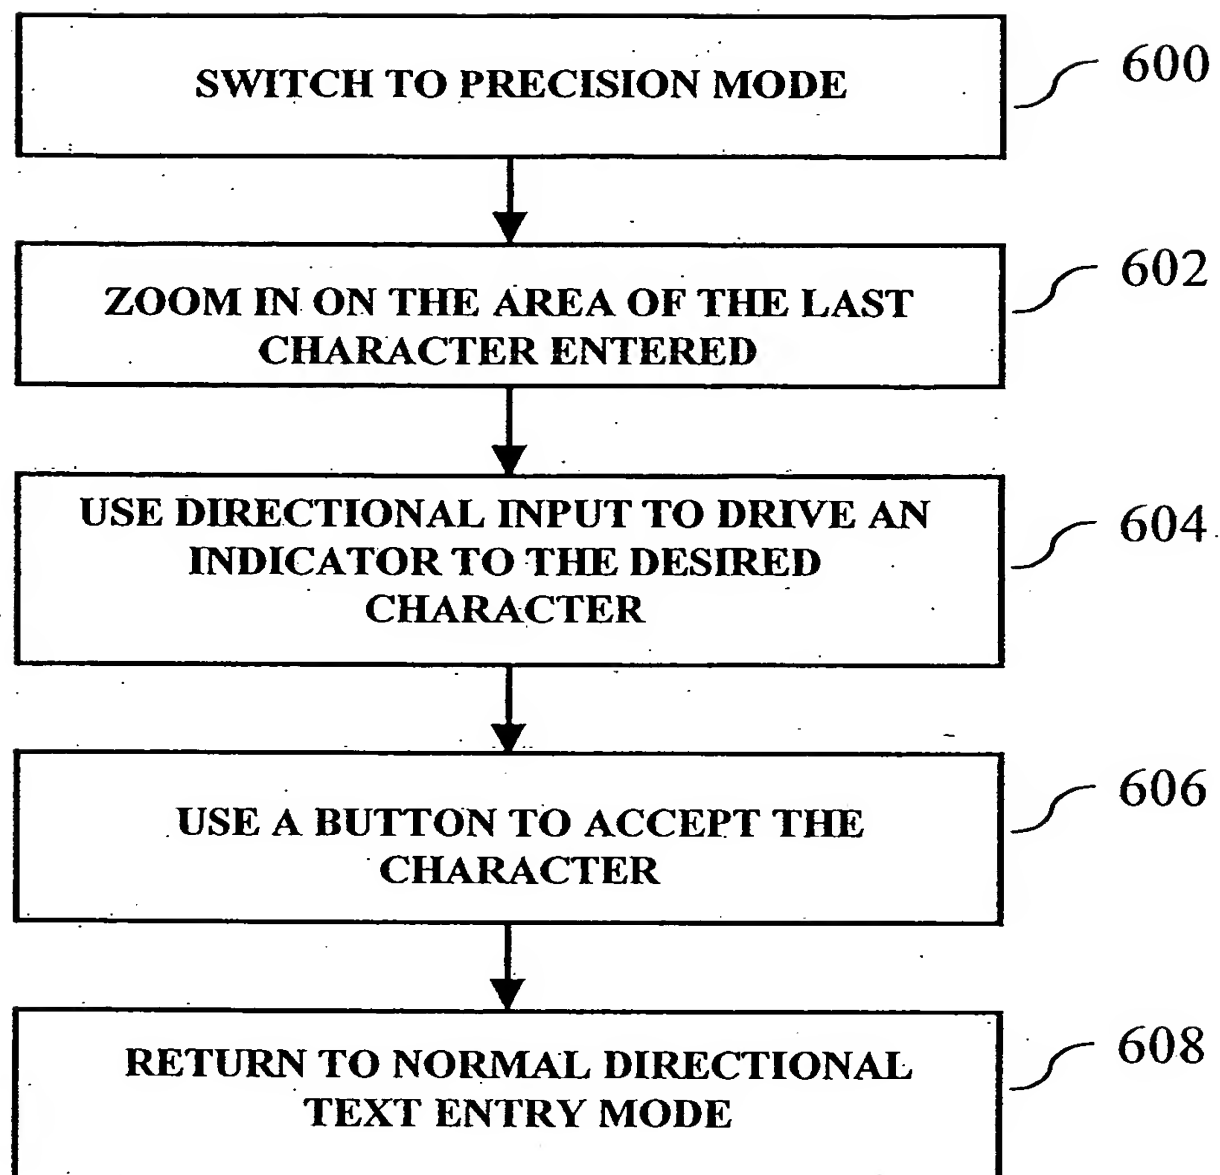 SWITCH TO PRECISION MODE
600
ZOOM IN ON THE AREA OF THE LAST
CHARACTER ENTERED
602
USE DIRECTIONAL INPUT TO DRIVE AN
INDICATOR TO THE DESIRED
CHARACTER
604
USE A BUTTON TO ACCEPT THE
CHARACTER
606
RETURN TO NORMAL DIRECTIONAL
TEXT ENTRY MODE
608